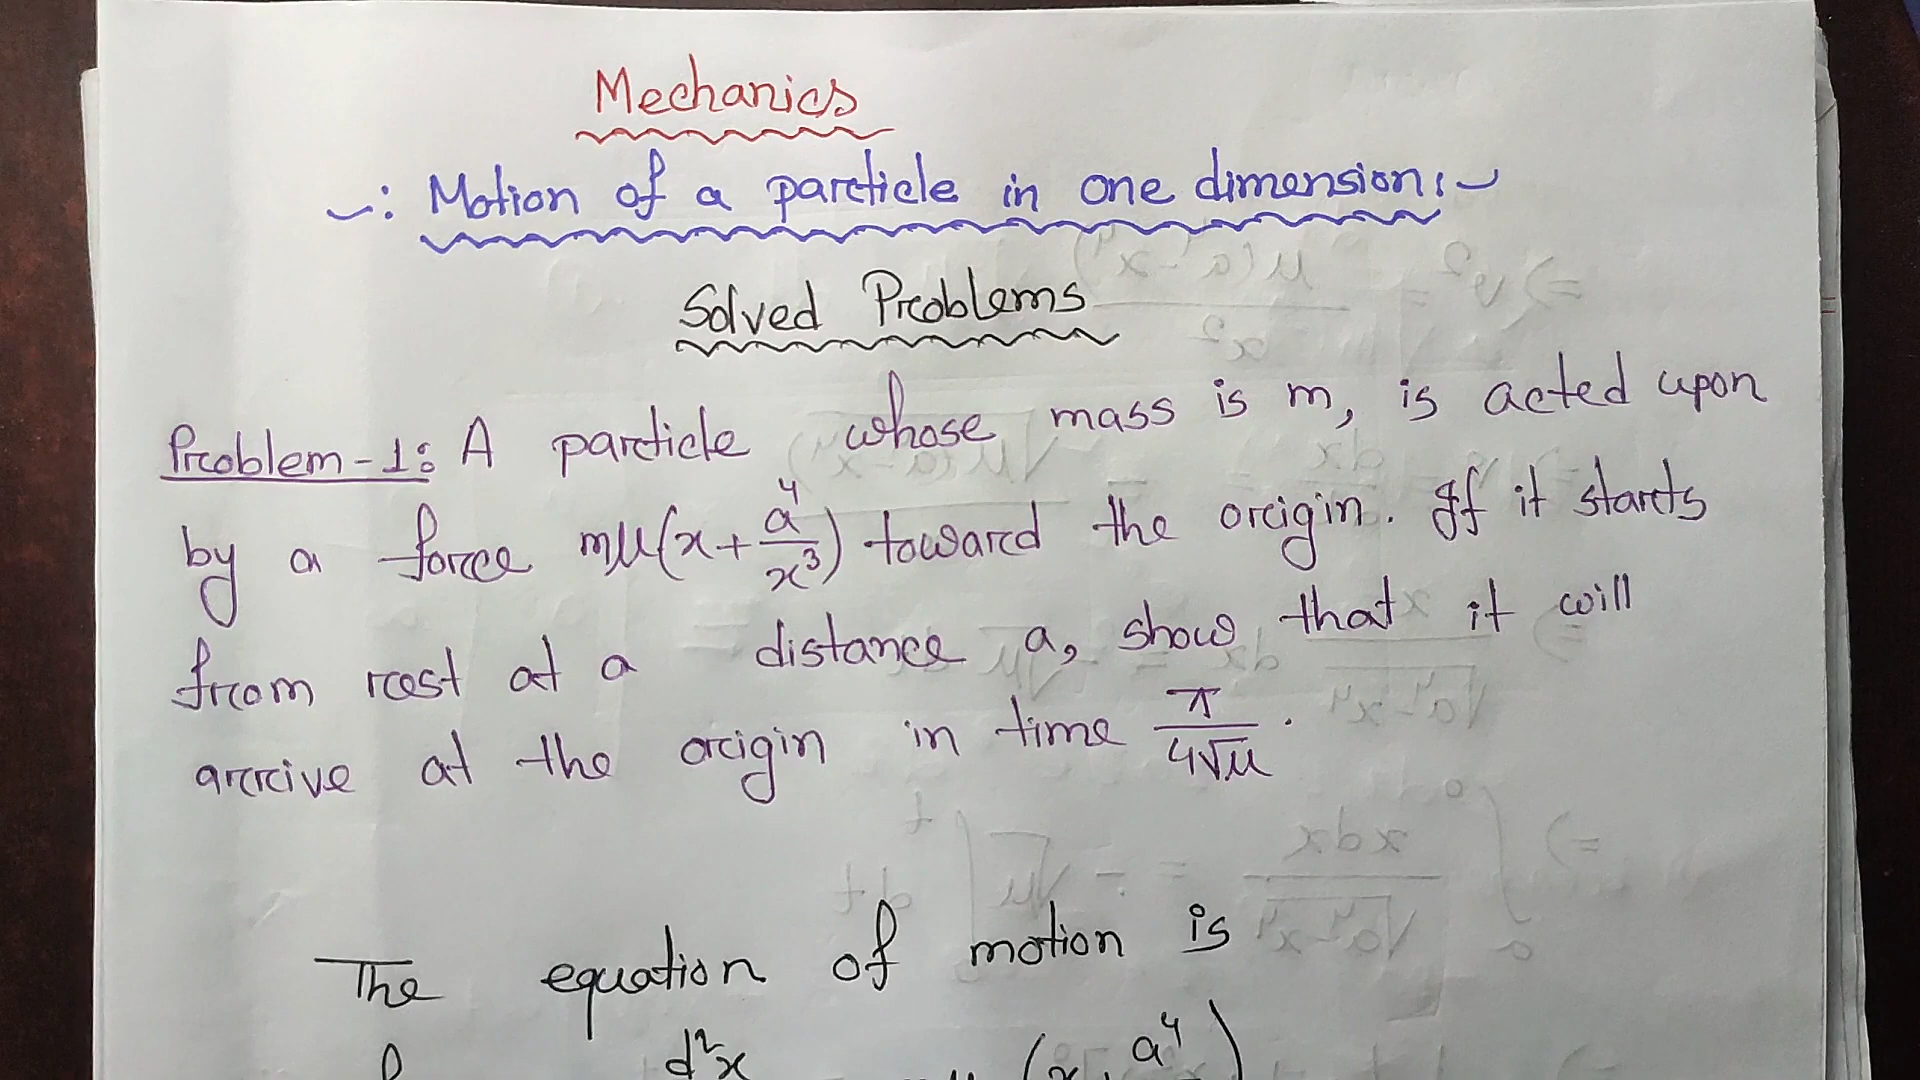 Mechanics
~: Motion of a particle in one dimension:~
Solved Problems
Problem-1: A particle whose mass is m, is acted upon
by a force mμ(x + a⁴/x³) toward the origin. If it starts
from rest at a distance a, show that it will
arrive at the origin in time π/4√μ.
The equation of motion is
d²x (x a⁴)